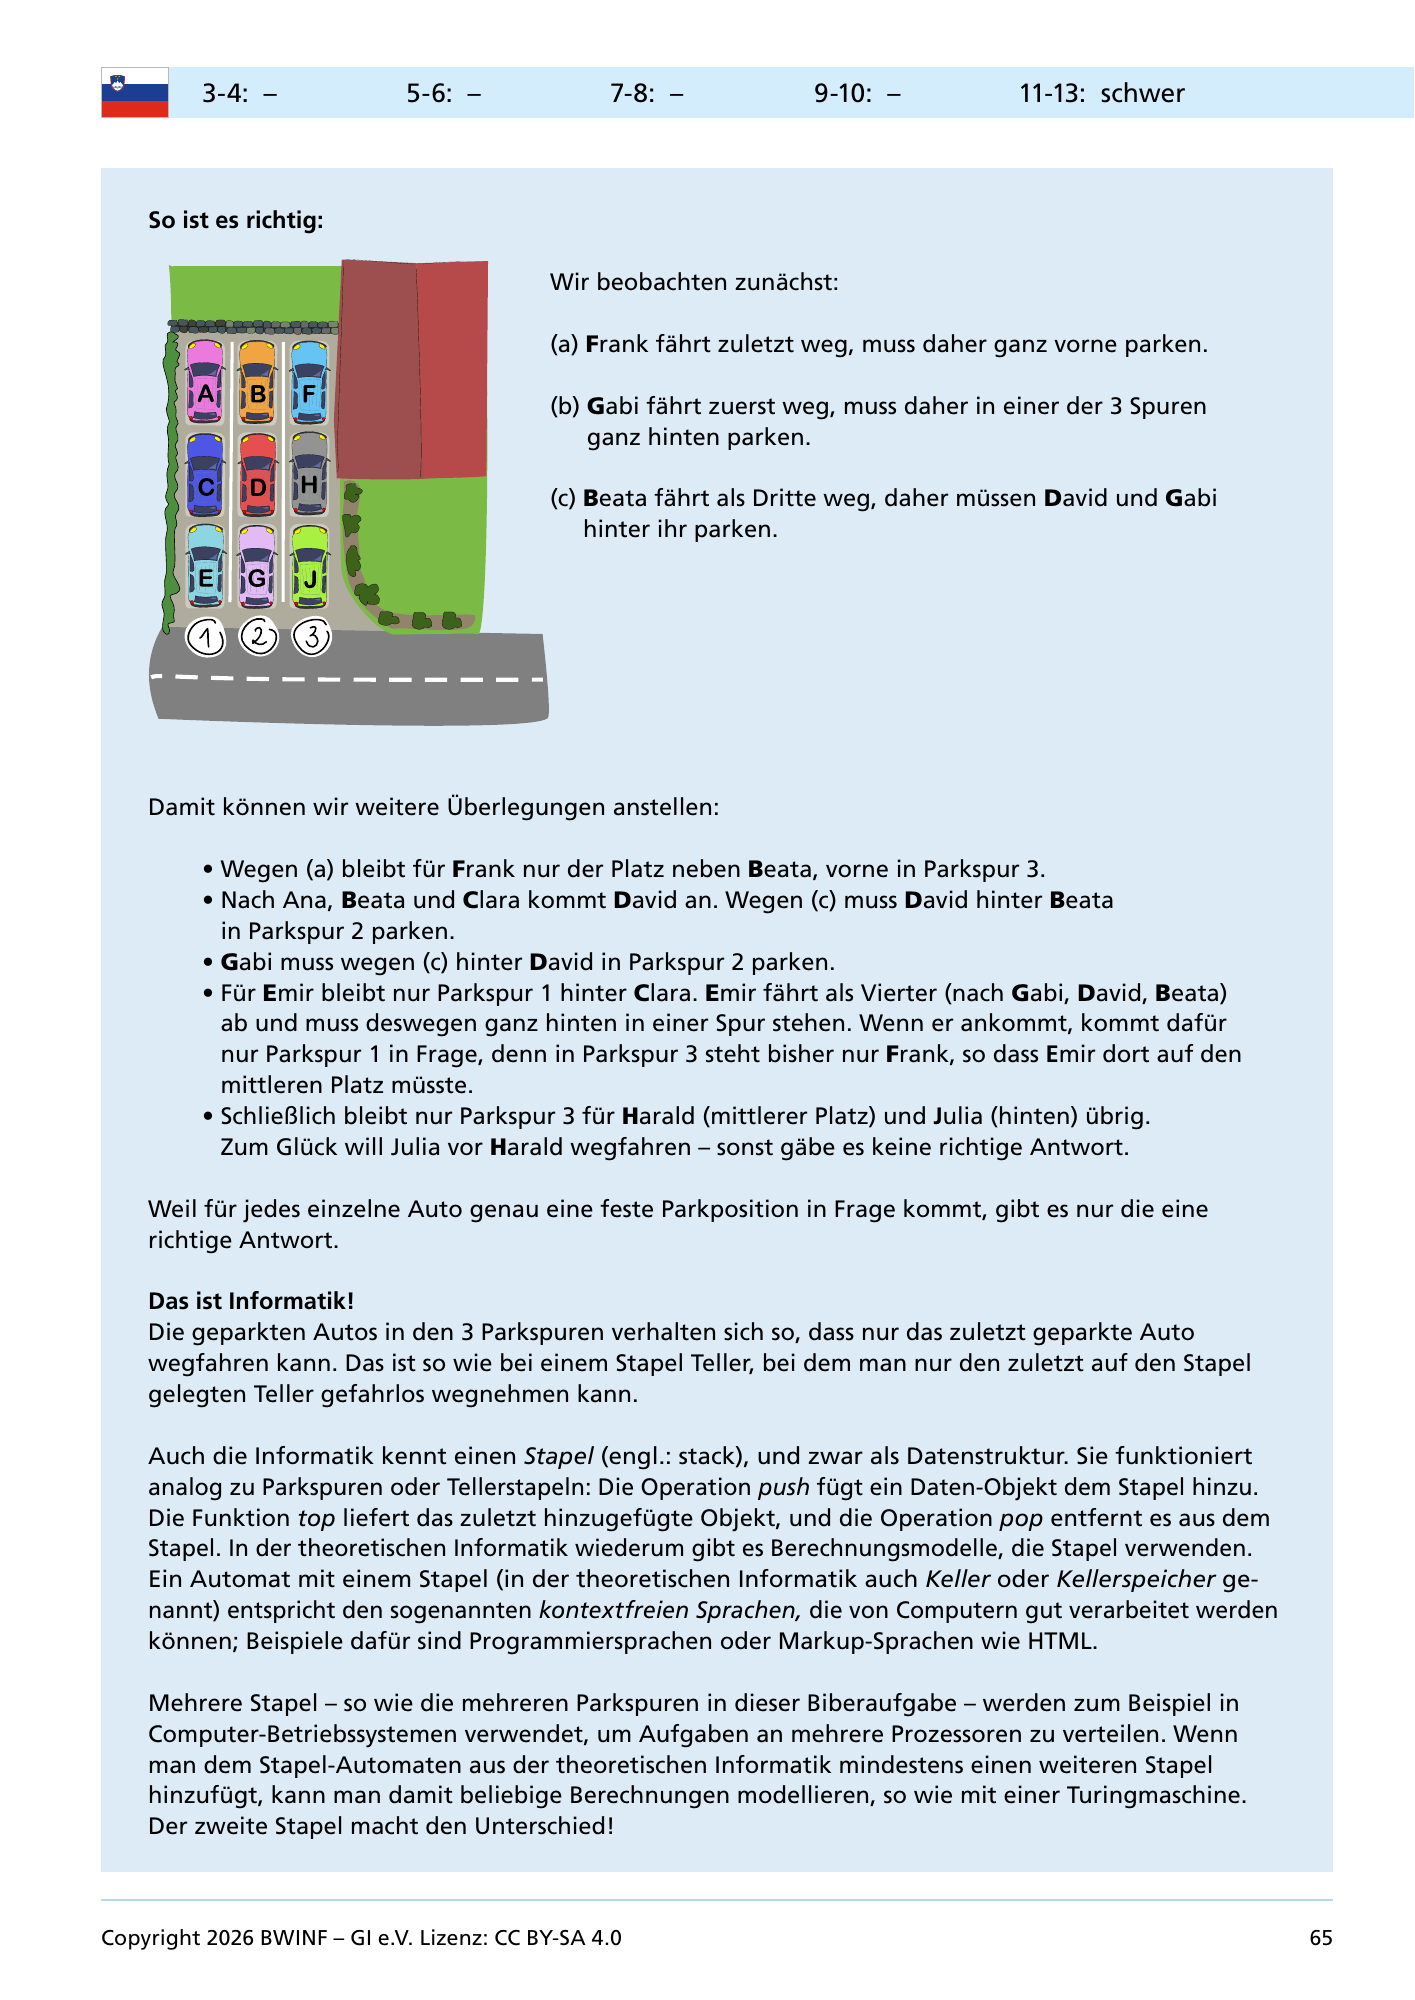 3-4: –   5-6: –   7-8: –   9-10: –   11-13: schwer
So ist es richtig:
Wir beobachten zunächst:
(a) Frank fährt zuletzt weg, muss daher ganz vorne parken.
(b) Gabi fährt zuerst weg, muss daher in einer der 3 Spuren
ganz hinten parken.
(c) Beata fährt als Dritte weg, daher müssen David und Gabi
hinter ihr parken.
A B F
C D H
E G J
1 2 3
Damit können wir weitere Überlegungen anstellen:
• Wegen (a) bleibt für Frank nur der Platz neben Beata, vorne in Parkspur 3.
• Nach Ana, Beata und Clara kommt David an. Wegen (c) muss David hinter Beata
in Parkspur 2 parken.
• Gabi muss wegen (c) hinter David in Parkspur 2 parken.
• Für Emir bleibt nur Parkspur 1 hinter Clara. Emir fährt als Vierter (nach Gabi, David, Beata)
ab und muss deswegen ganz hinten in einer Spur stehen. Wenn er ankommt, kommt dafür
nur Parkspur 1 in Frage, denn in Parkspur 3 steht bisher nur Frank, so dass Emir dort auf den
mittleren Platz müsste.
• Schließlich bleibt nur Parkspur 3 für Harald (mittlerer Platz) und Julia (hinten) übrig.
Zum Glück will Julia vor Harald wegfahren – sonst gäbe es keine richtige Antwort.
Weil für jedes einzelne Auto genau eine feste Parkposition in Frage kommt, gibt es nur die eine
richtige Antwort.
Das ist Informatik!
Die geparkten Autos in den 3 Parkspuren verhalten sich so, dass nur das zuletzt geparkte Auto
wegfahren kann. Das ist so wie bei einem Stapel Teller, bei dem man nur den zuletzt auf den Stapel
gelegten Teller gefahrlos wegnehmen kann.
Auch die Informatik kennt einen Stapel (engl.: stack), und zwar als Datenstruktur. Sie funktioniert
analog zu Parkspuren oder Tellerstapeln: Die Operation push fügt ein Daten-Objekt dem Stapel hinzu.
Die Funktion top liefert das zuletzt hinzugefügte Objekt, und die Operation pop entfernt es aus dem
Stapel. In der theoretischen Informatik wiederum gibt es Berechnungsmodelle, die Stapel verwenden.
Ein Automat mit einem Stapel (in der theoretischen Informatik auch Keller oder Kellerspeicher ge-
nannt) entspricht den sogenannten kontextfreien Sprachen, die von Computern gut verarbeitet werden
können; Beispiele dafür sind Programmiersprachen oder Markup-Sprachen wie HTML.
Mehrere Stapel – so wie die mehreren Parkspuren in dieser Biberaufgabe – werden zum Beispiel in
Computer-Betriebssystemen verwendet, um Aufgaben an mehrere Prozessoren zu verteilen. Wenn
man dem Stapel-Automaten aus der theoretischen Informatik mindestens einen weiteren Stapel
hinzufügt, kann man damit beliebige Berechnungen modellieren, so wie mit einer Turingmaschine.
Der zweite Stapel macht den Unterschied!
Copyright 2026 BWINF – GI e.V. Lizenz: CC BY-SA 4.0   65